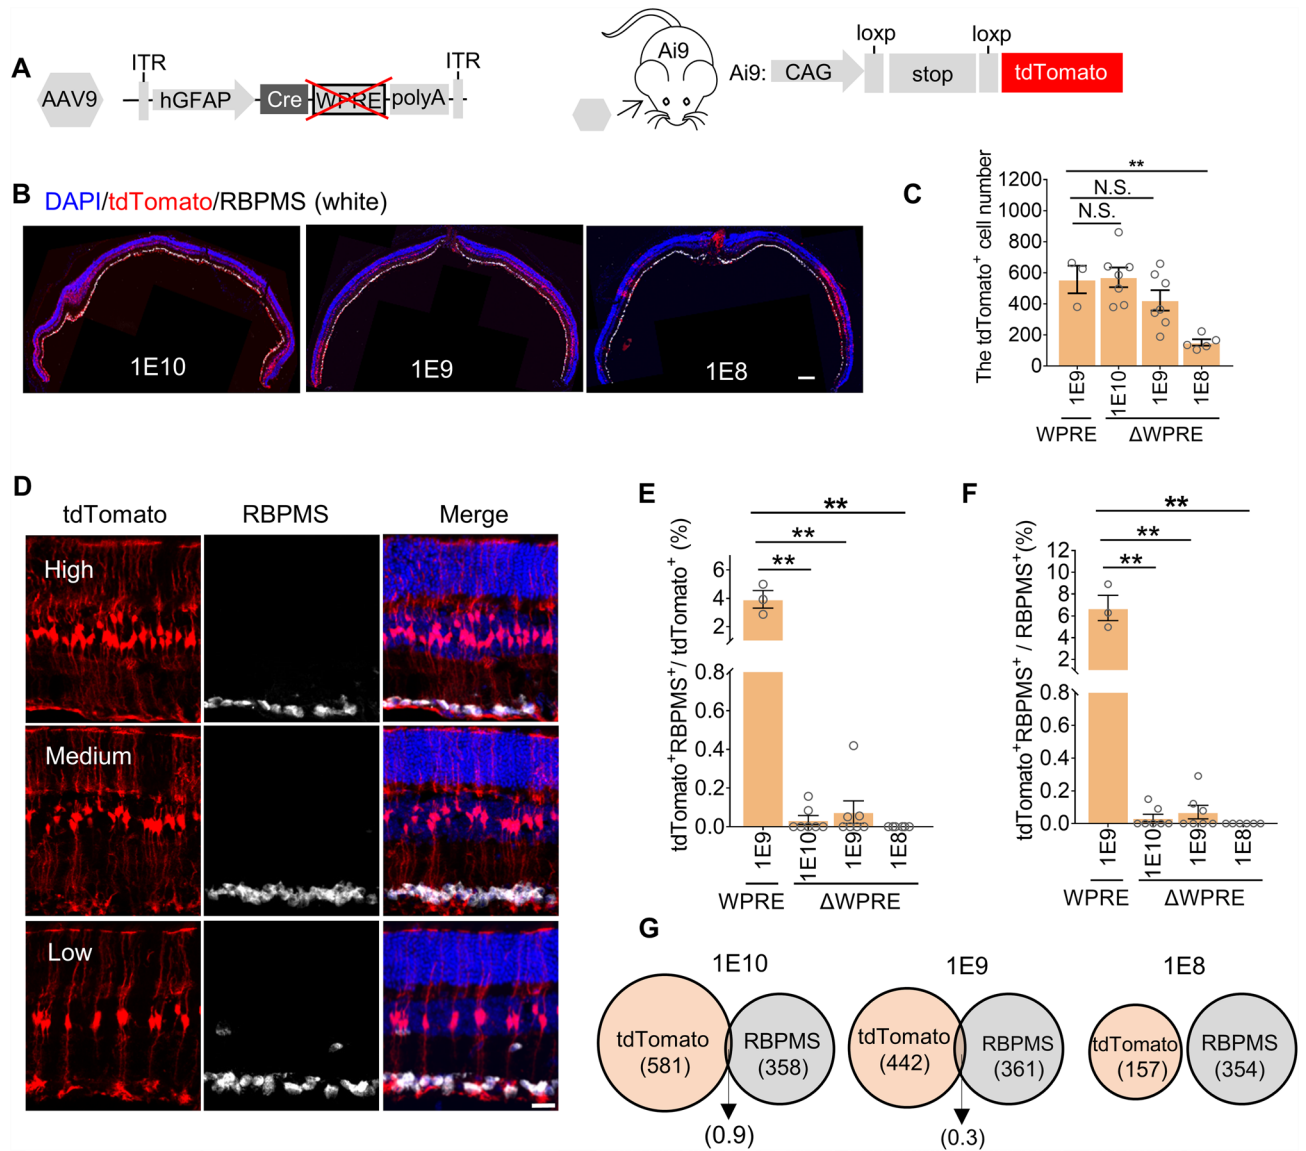 A
AAV9
ITR
hGFAP
Cre
WPRE
polyA
ITR
Ai9
Ai9:
CAG
loxp
stop
loxp
tdTomato
B
DAPI/tdTomato/RBPMS (white)
1E10
1E9
1E8
C
The tdTomato⁺ cell number
1200
1000
800
600
400
200
0
**
N.S.
N.S.
1E9
1E10
1E9
1E8
WPRE
ΔWPRE
D
tdTomato
RBPMS
Merge
High
Medium
Low
E
tdTomato⁺RBPMS⁺/ tdTomato⁺ (%)
6
4
2
0.8
0.6
0.4
0.2
0.0
**
**
**
1E9
1E10
1E9
1E8
WPRE
ΔWPRE
F
tdTomato⁺RBPMS⁺ / RBPMS⁺(%)
12
10
8
6
4
2
0.8
0.6
0.4
0.2
0.0
**
**
**
1E9
1E10
1E9
1E8
WPRE
ΔWPRE
G
1E10
tdTomato
(581)
RBPMS
(358)
(0.9)
1E9
tdTomato
(442)
RBPMS
(361)
(0.3)
1E8
tdTomato
(157)
RBPMS
(354)